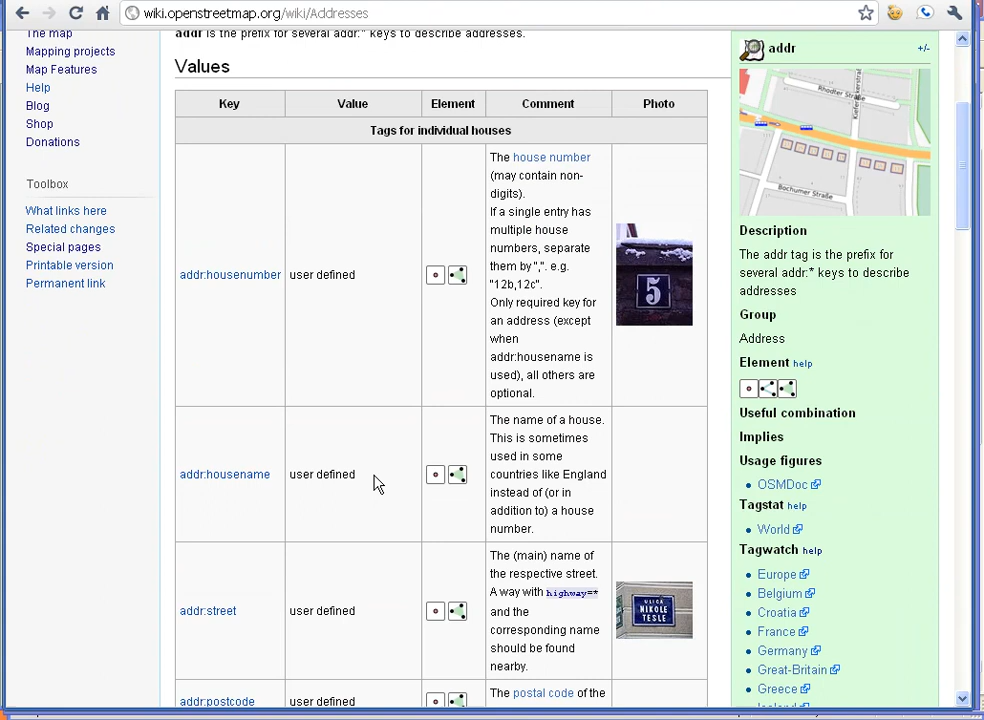 wiki.openstreetmap.org/wiki/Addresses
The map
Mapping projects
Map Features
Help
Blog
Shop
Donations
Toolbox
What links here
Related changes
Special pages
Printable version
Permanent link
addr is the prefix for several addr:* keys to describe addresses.
Values
Key Value Element Comment Photo
Tags for individual houses
addr:housenumber
user defined
The house number
(may contain non-
digits).
If a single entry has
multiple house
numbers, separate
them by ",". e.g.
"12b,12c".
Only required key for
an address (except
when
addr:housename is
used), all others are
optional.
5
addr:housename
user defined
The name of a house.
This is sometimes
used in some
countries like England
instead of (or in
addition to) a house
number.
addr:street
user defined
The (main) name of
the respective street.
A way with highway=*
and the
corresponding name
should be found
nearby.
ULICA
NIKOLE
TESLE
addr:postcode
user defined
The postal code of the
addr
+/-
Rhodter Straße
Bochumer Straße
Description
The addr tag is the prefix for
several addr:* keys to describe
addresses
Group
Address
Element help
Useful combination
Implies
Usage figures
OSMDoc
Tagstat help
World
Tagwatch help
Europe
Belgium
Croatia
France
Germany
Great-Britain
Greece